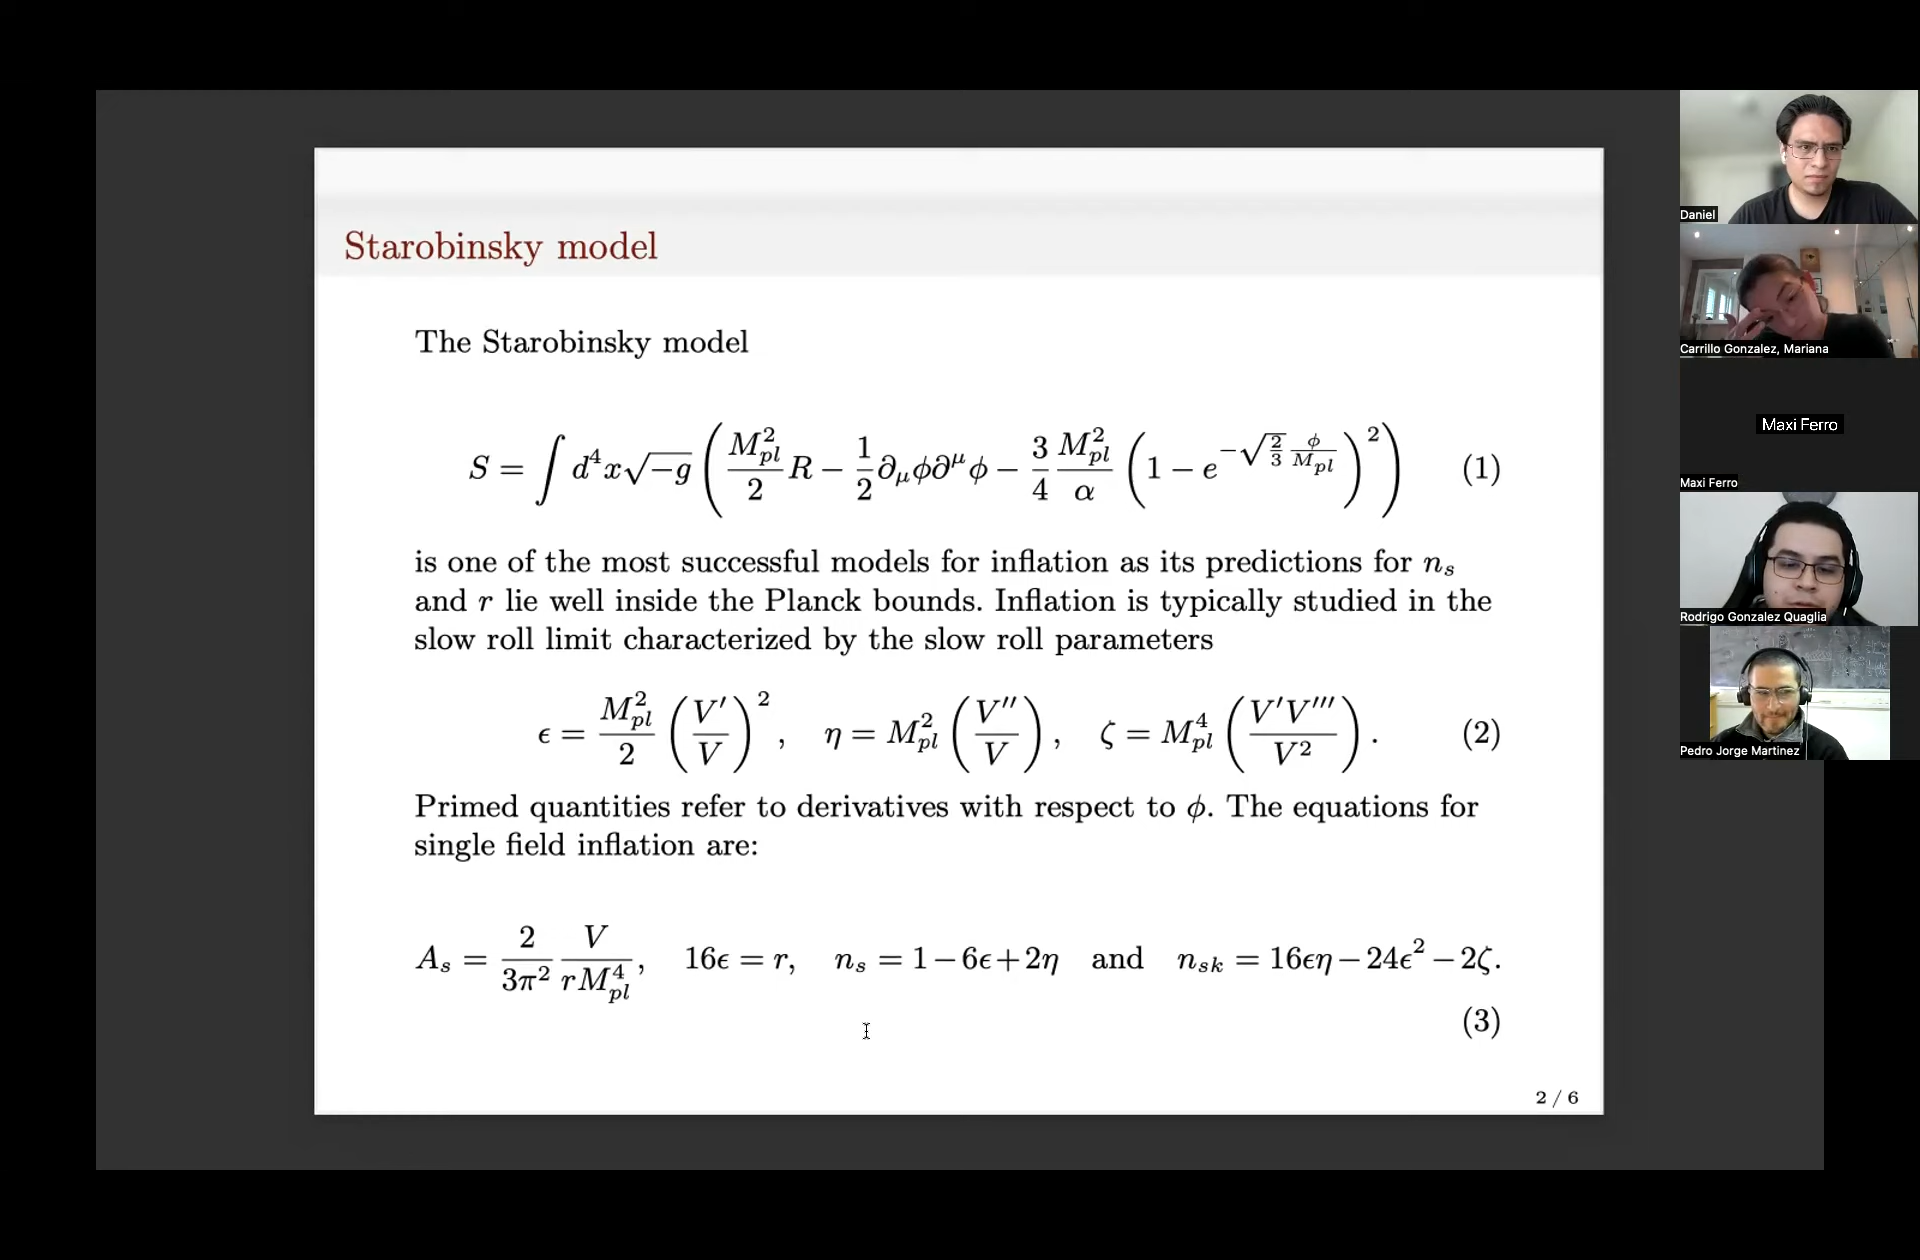 Starobinsky model
The Starobinsky model
S = ∫ d⁴x√−g ( M²ₚₗ/2 R − 1/2 ∂_μϕ∂^μϕ − 3/4 M²ₚₗ/α ( 1 − e^{−√(2/3) ϕ/Mₚₗ} )² ) (1)
is one of the most successful models for inflation as its predictions for nₛ
and r lie well inside the Planck bounds. Inflation is typically studied in the
slow roll limit characterized by the slow roll parameters
ϵ = M²ₚₗ/2 ( V′/V )², η = M²ₚₗ ( V″/V ), ζ = M⁴ₚₗ ( V′V‴/V² ). (2)
Primed quantities refer to derivatives with respect to ϕ. The equations for
single field inflation are:
Aₛ = 2/3π² V/rM⁴ₚₗ, 16ϵ = r, nₛ = 1−6ϵ+2η and nₛₖ = 16ϵη−24ϵ²−2ζ.
(3)
2 / 6
Daniel
Carrillo Gonzalez, Mariana
Maxi Ferro
Maxi Ferro
Rodrigo Gonzalez Quaglia
Pedro Jorge Martinez